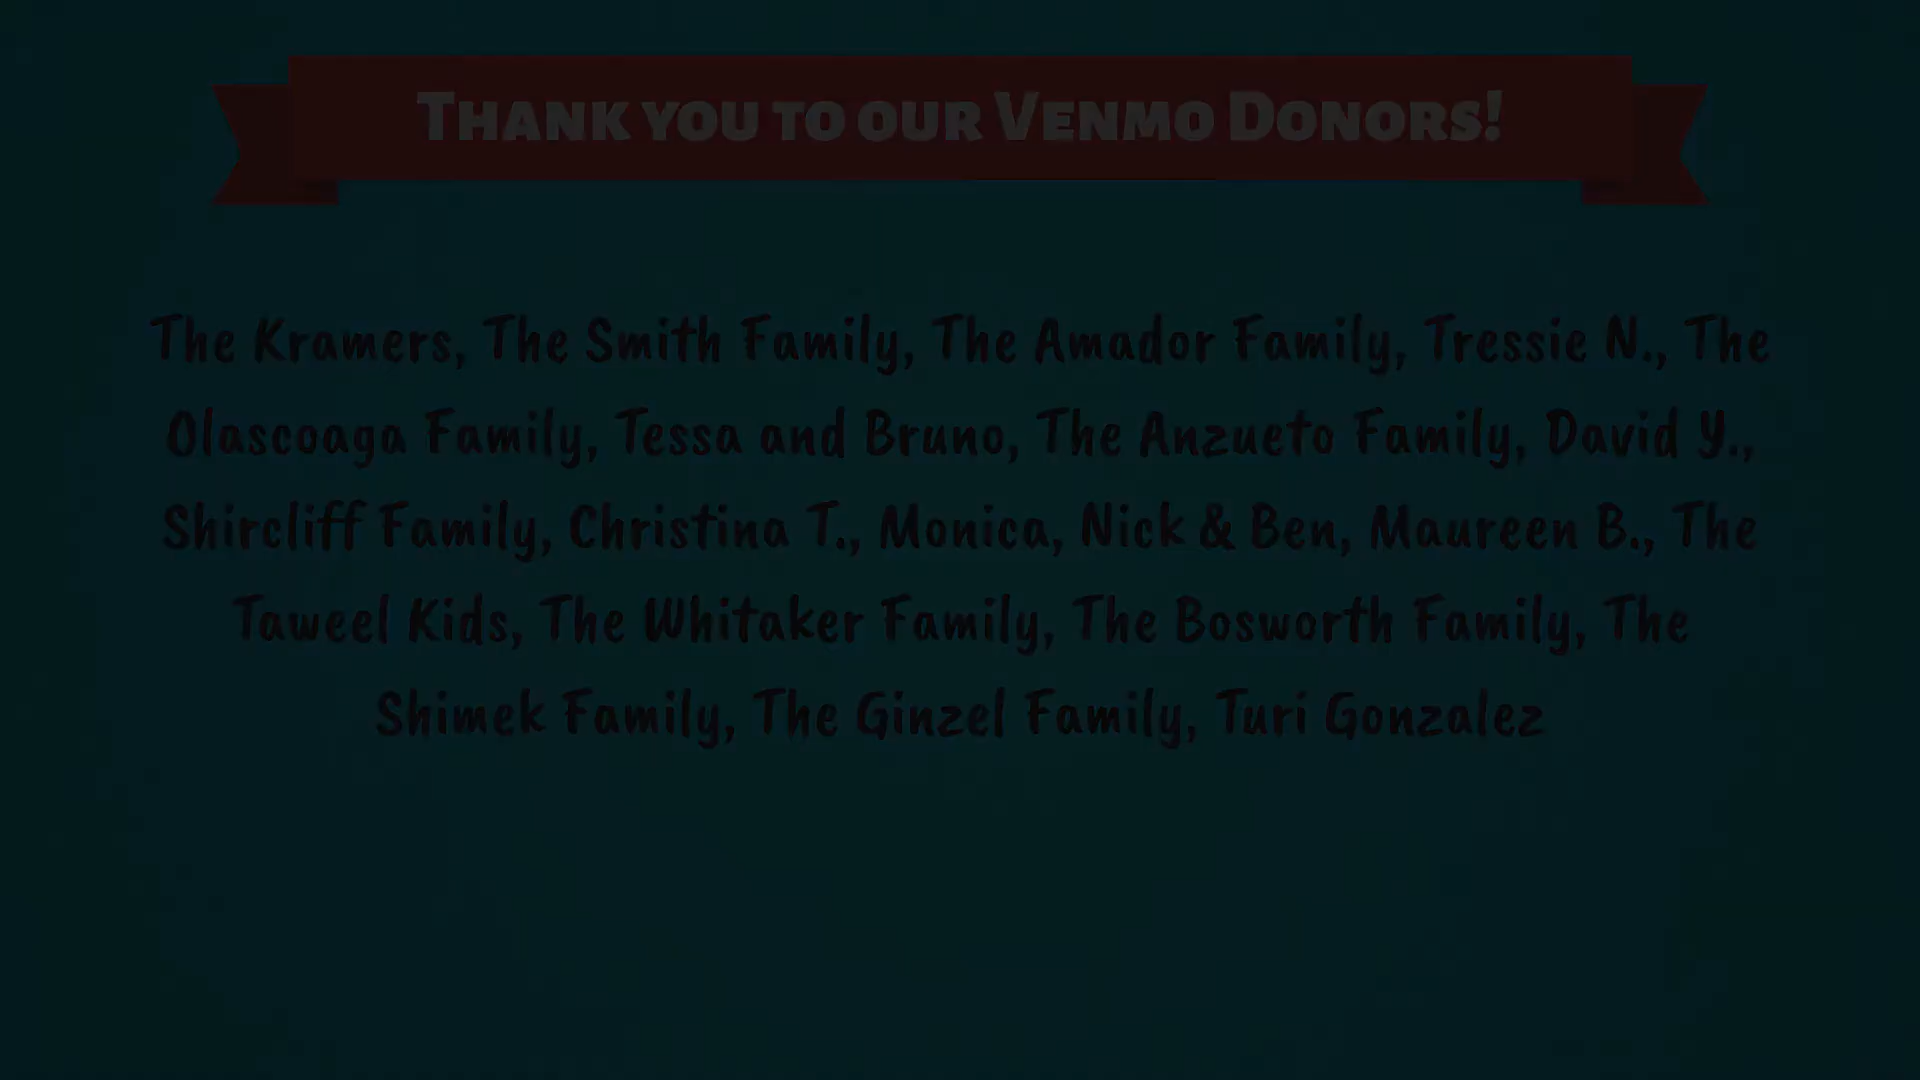 Thank you to our Venmo Donors!
The Kramers, The Smith Family, The Amador Family, Tressie N., The
Olascoaga Family, Tessa and Bruno, The Anzueto Family, David Y.,
Shircliff Family, Christina T., Monica, Nick & Ben, Maureen B., The
Taweel Kids, The Whitaker Family, The Bosworth Family, The
Shimek Family, The Ginzel Family, Turi Gonzalez